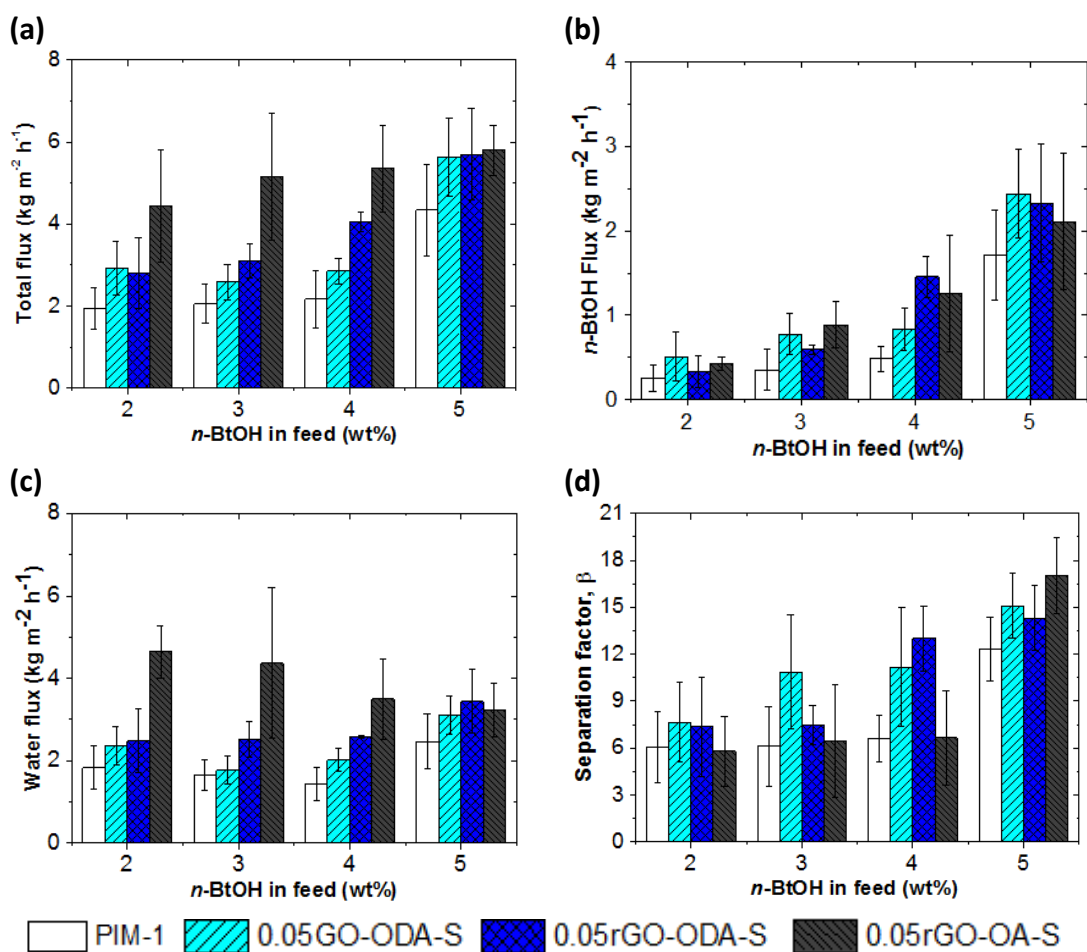 (a)
8
6
4
2
0
Total flux (kg m⁻² h⁻¹)
2 3 4 5
n-BtOH in feed (wt%)
(b)
4
3
2
1
0
n-BtOH Flux (kg m⁻² h⁻¹)
2 3 4 5
n-BtOH in feed (wt%)
(c)
8
6
4
2
0
Water flux (kg m⁻² h⁻¹)
2 3 4 5
n-BtOH in feed (wt%)
(d)
21
18
15
12
9
6
3
0
Separation factor, β
2 3 4 5
n-BtOH in feed (wt%)
PIM-1 0.05GO-ODA-S 0.05rGO-ODA-S 0.05rGO-OA-S